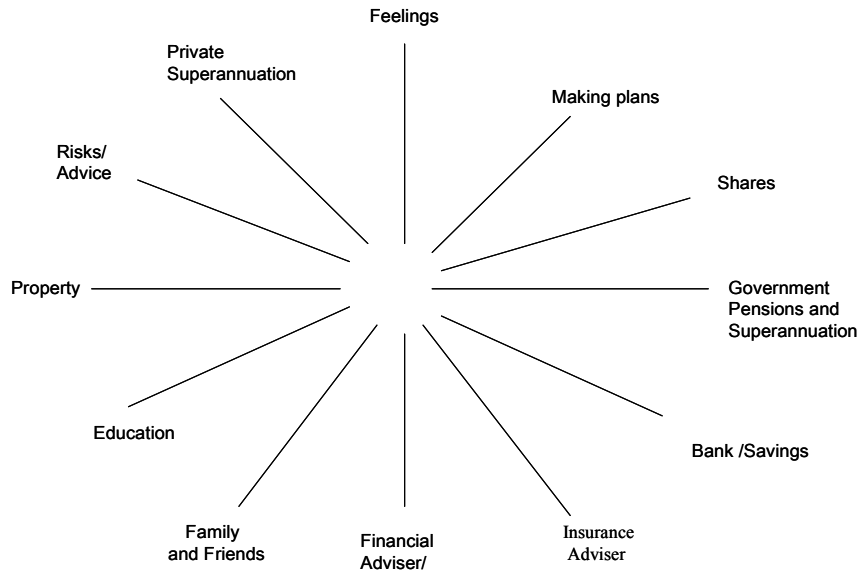 Feelings
Private
Superannuation
Making plans
Risks/
Advice
Shares
Property
Government
Pensions and
Superannuation
Education
Bank /Savings
Family
and Friends
Financial
Adviser/
Insurance
Adviser